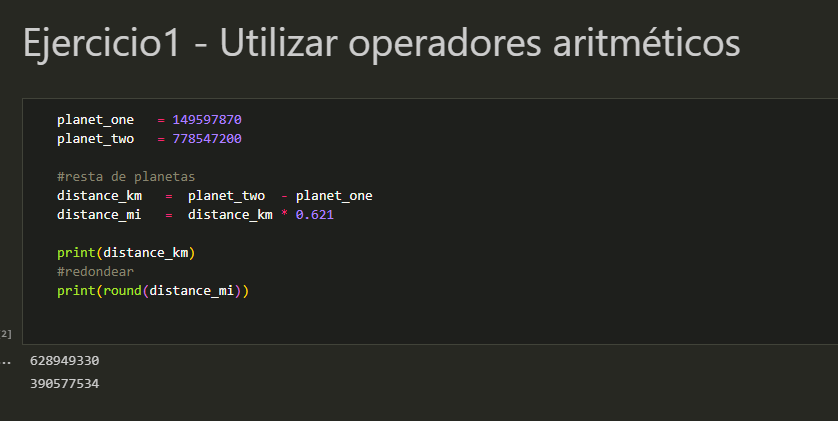 Ejercicio1 - Utilizar operadores aritméticos
planet_one   = 149597870
planet_two   = 778547200
#resta de planetas
distance_km   =  planet_two  - planet_one
distance_mi   =  distance_km * 0.621
print(distance_km)
#redondear
print(round(distance_mi))
2]
... 628949330
390577534